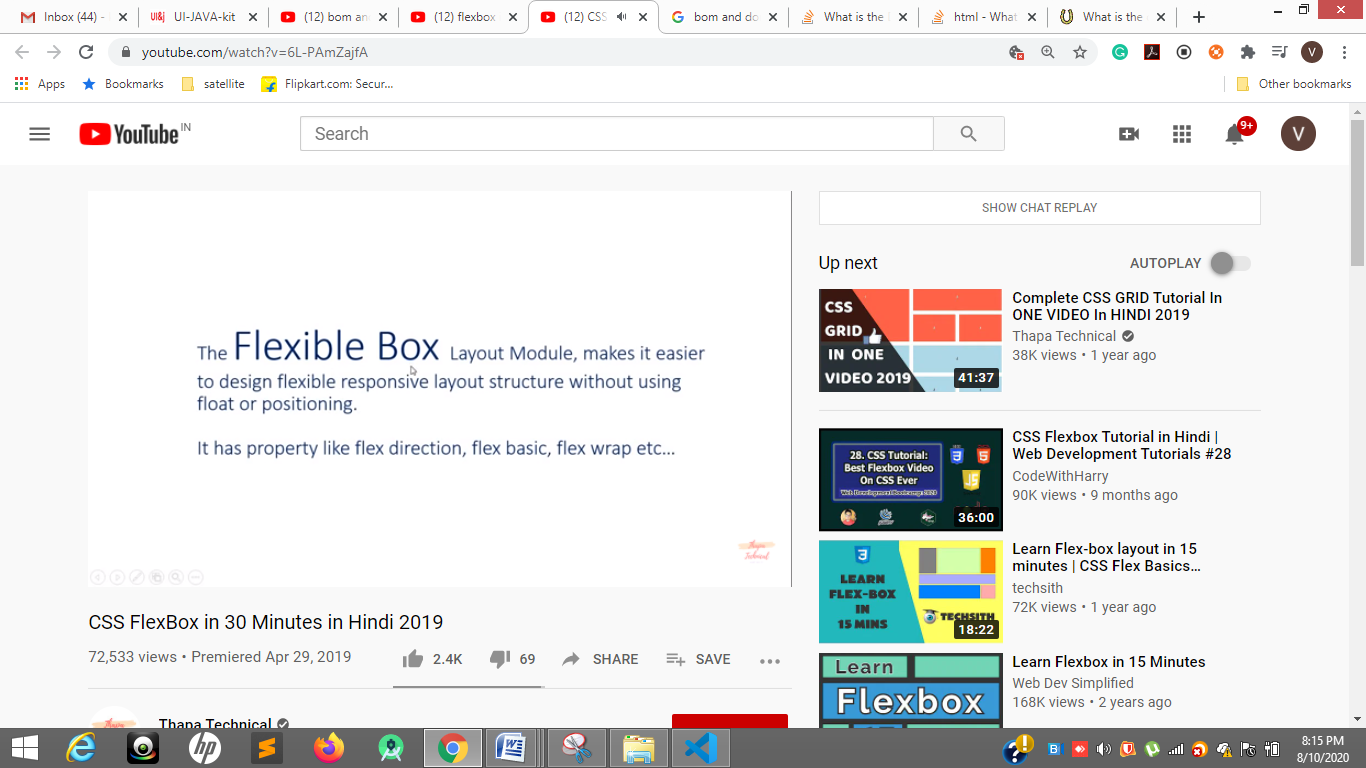 Inbox (44) -
UI&J UI-JAVA-kit
(12) bom an
(12) flexbox
(12) CSS
bom and do
What is the
html - What
What is the
youtube.com/watch?v=6L-PAmZajfA
V
Apps
Bookmarks
satellite
Flipkart.com: Secur...
Other bookmarks
YouTube IN
Search
9+
V
The Flexible Box Layout Module, makes it easier
to design flexible responsive layout structure without using
float or positioning.
It has property like flex direction, flex basic, flex wrap etc...
Thapa
Technical
CSS FlexBox in 30 Minutes in Hindi 2019
72,533 views • Premiered Apr 29, 2019
2.4K
69
SHARE
SAVE
Thapa Technical
SHOW CHAT REPLAY
Up next
AUTOPLAY
CSS
GRID
IN ONE
VIDEO 2019
41:37
Complete CSS GRID Tutorial In
ONE VIDEO In HINDI 2019
Thapa Technical
38K views • 1 year ago
28. CSS Tutorial:
Best Flexbox Video
On CSS Ever
Web Development Bootcamp 2020
36:00
CSS Flexbox Tutorial in Hindi |
Web Development Tutorials #28
CodeWithHarry
90K views • 9 months ago
LEARN
FLEX-BOX
IN
15 MINS
TECHSITH
18:22
Learn Flex-box layout in 15
minutes | CSS Flex Basics...
techsith
72K views • 1 year ago
Learn
Flexbox
Learn Flexbox in 15 Minutes
Web Dev Simplified
168K views • 2 years ago
8:15 PM
8/10/2020